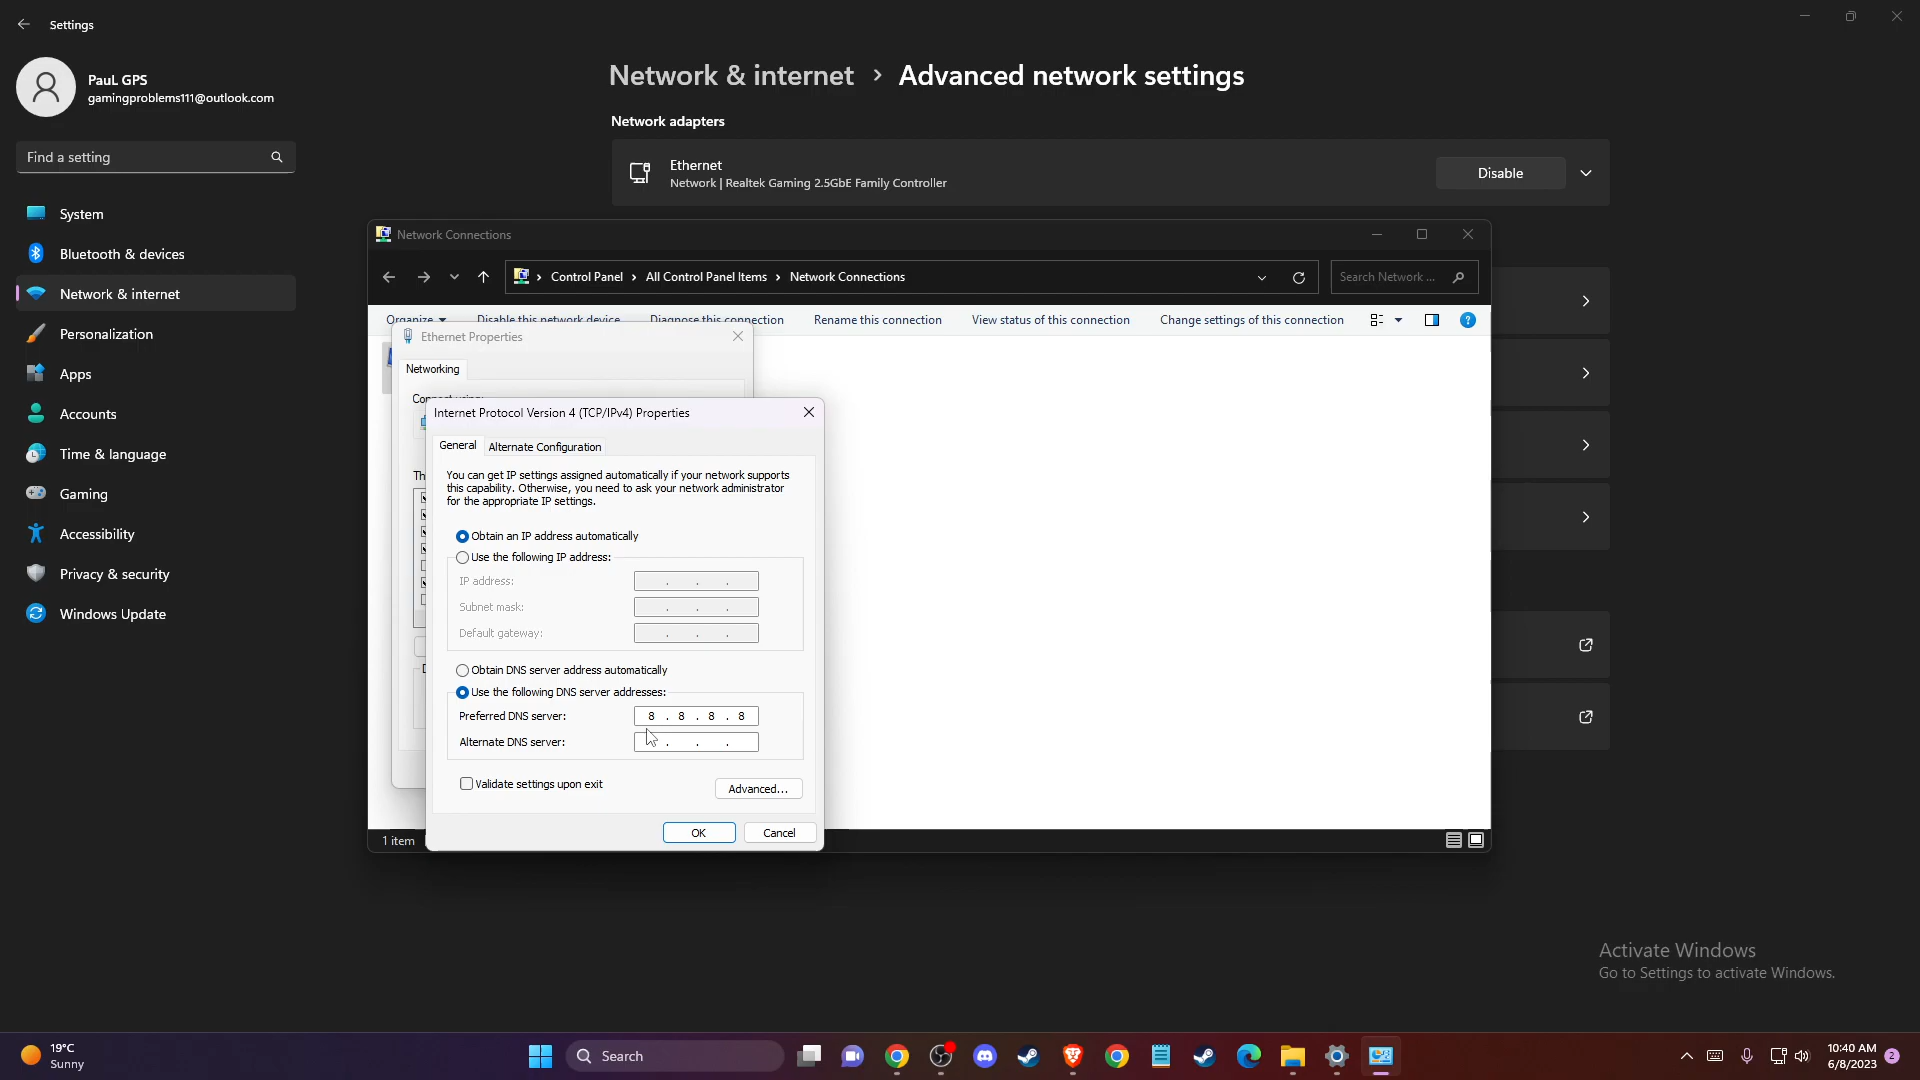 Settings
PauL GPS
gamingproblems111@outlook.com
Find a setting
System
Bluetooth & devices
Network & internet
Personalization
Apps
Accounts
Time & language
Gaming
Accessibility
Privacy & security
Windows Update
Network & internet > Advanced network settings
Network adapters
Ethernet
Network | Realtek Gaming 2.5GbE Family Controller
Disable
Network Connections
Control Panel > All Control Panel Items > Network Connections
Search Network ...
Organize Disable this network device Diagnose this connection Rename this connection View status of this connection Change settings of this connection
Ethernet Properties
Networking
Connect using:
Internet Protocol Version 4 (TCP/IPv4) Properties
General Alternate Configuration
You can get IP settings assigned automatically if your network supports
this capability. Otherwise, you need to ask your network administrator
for the appropriate IP settings.
Obtain an IP address automatically
Use the following IP address:
IP address: . . .
Subnet mask: . . .
Default gateway: . . .
Obtain DNS server address automatically
Use the following DNS server addresses:
Preferred DNS server: 8 . 8 . 8 . 8
Alternate DNS server: . . .
Validate settings upon exit
Advanced...
OK Cancel
1 item
Activate Windows
Go to Settings to activate Windows.
19°C
Sunny
Search
10:40 AM
6/8/2023
2